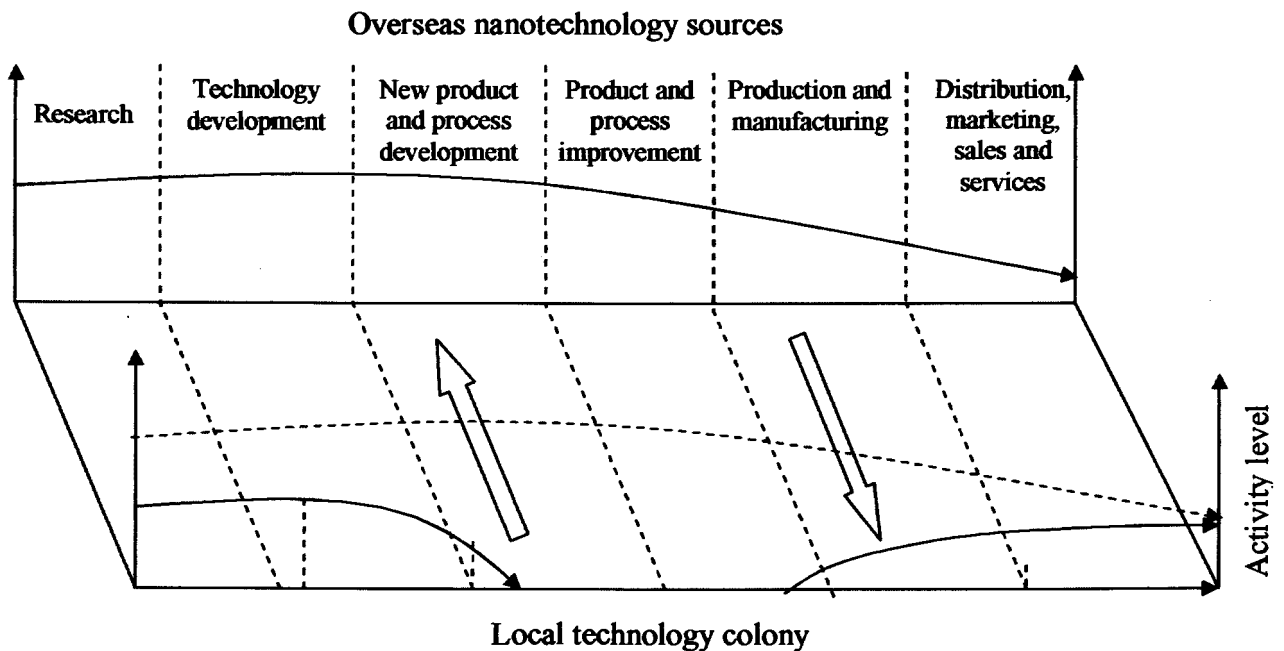 Overseas nanotechnology sources
Research
Technology
development
New product
and process
development
Product and
process
improvement
Production and
manufacturing
Distribution,
marketing,
sales and
services
Activity level
Local technology colony